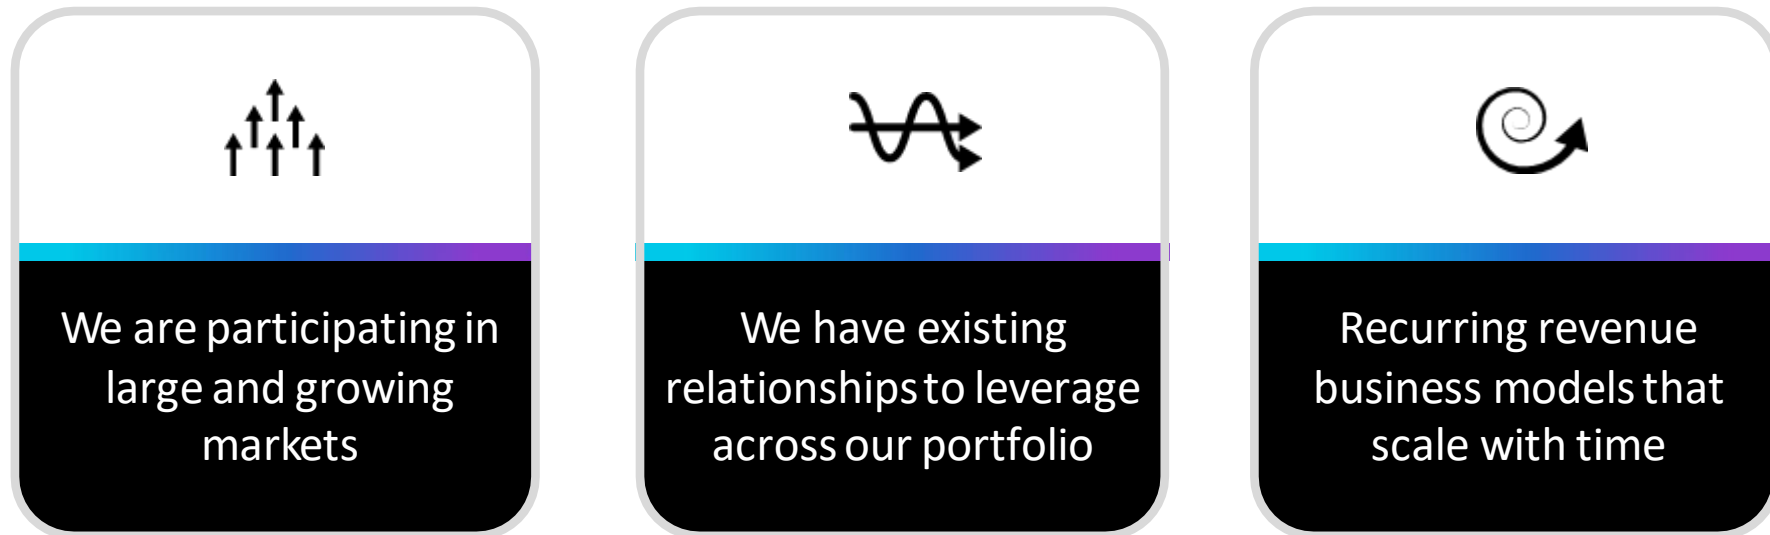 We are participating in
large and growing
markets
We have existing
relationships to leverage
across our portfolio
Recurring revenue
business models that
scale with time